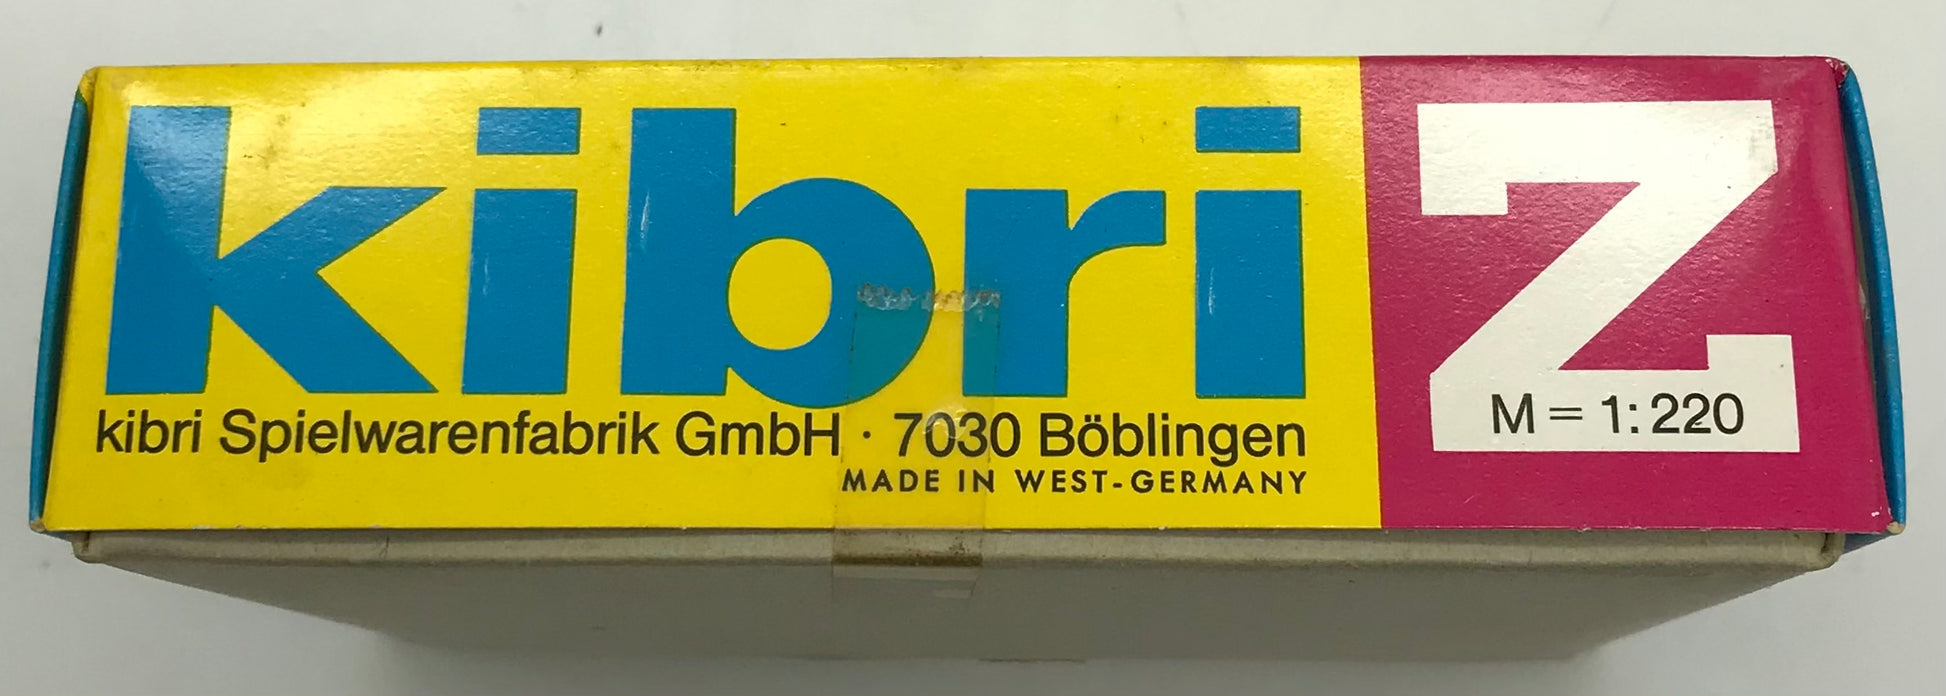 kibri
kibri Spielwarenfabrik GmbH · 7030 Böblingen
MADE IN WEST-GERMANY
Z
M = 1:220